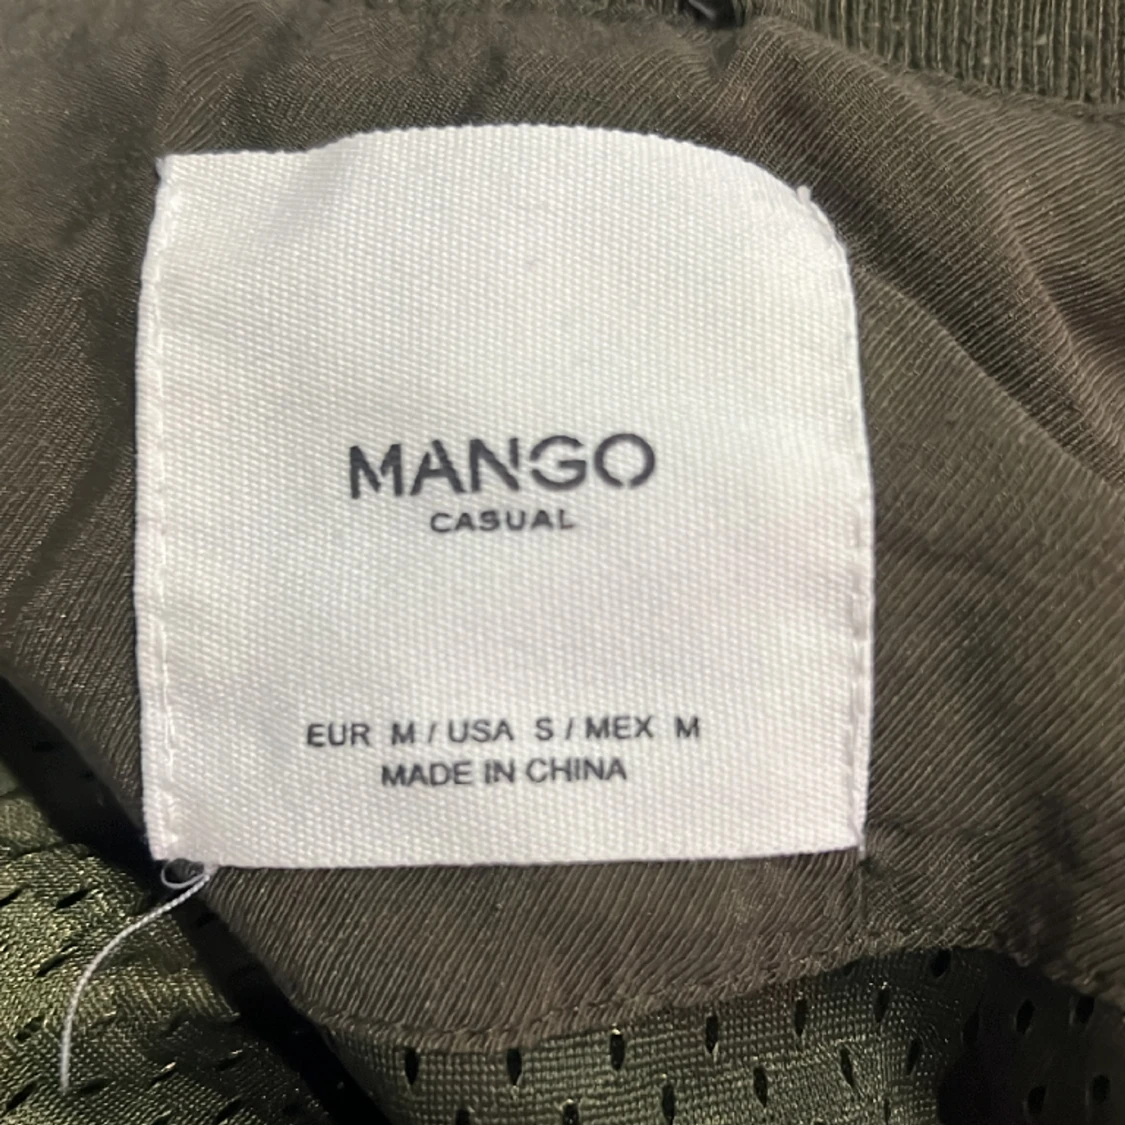 MANGO
CASUAL
EUR M / USA S / MEX M
MADE IN CHINA